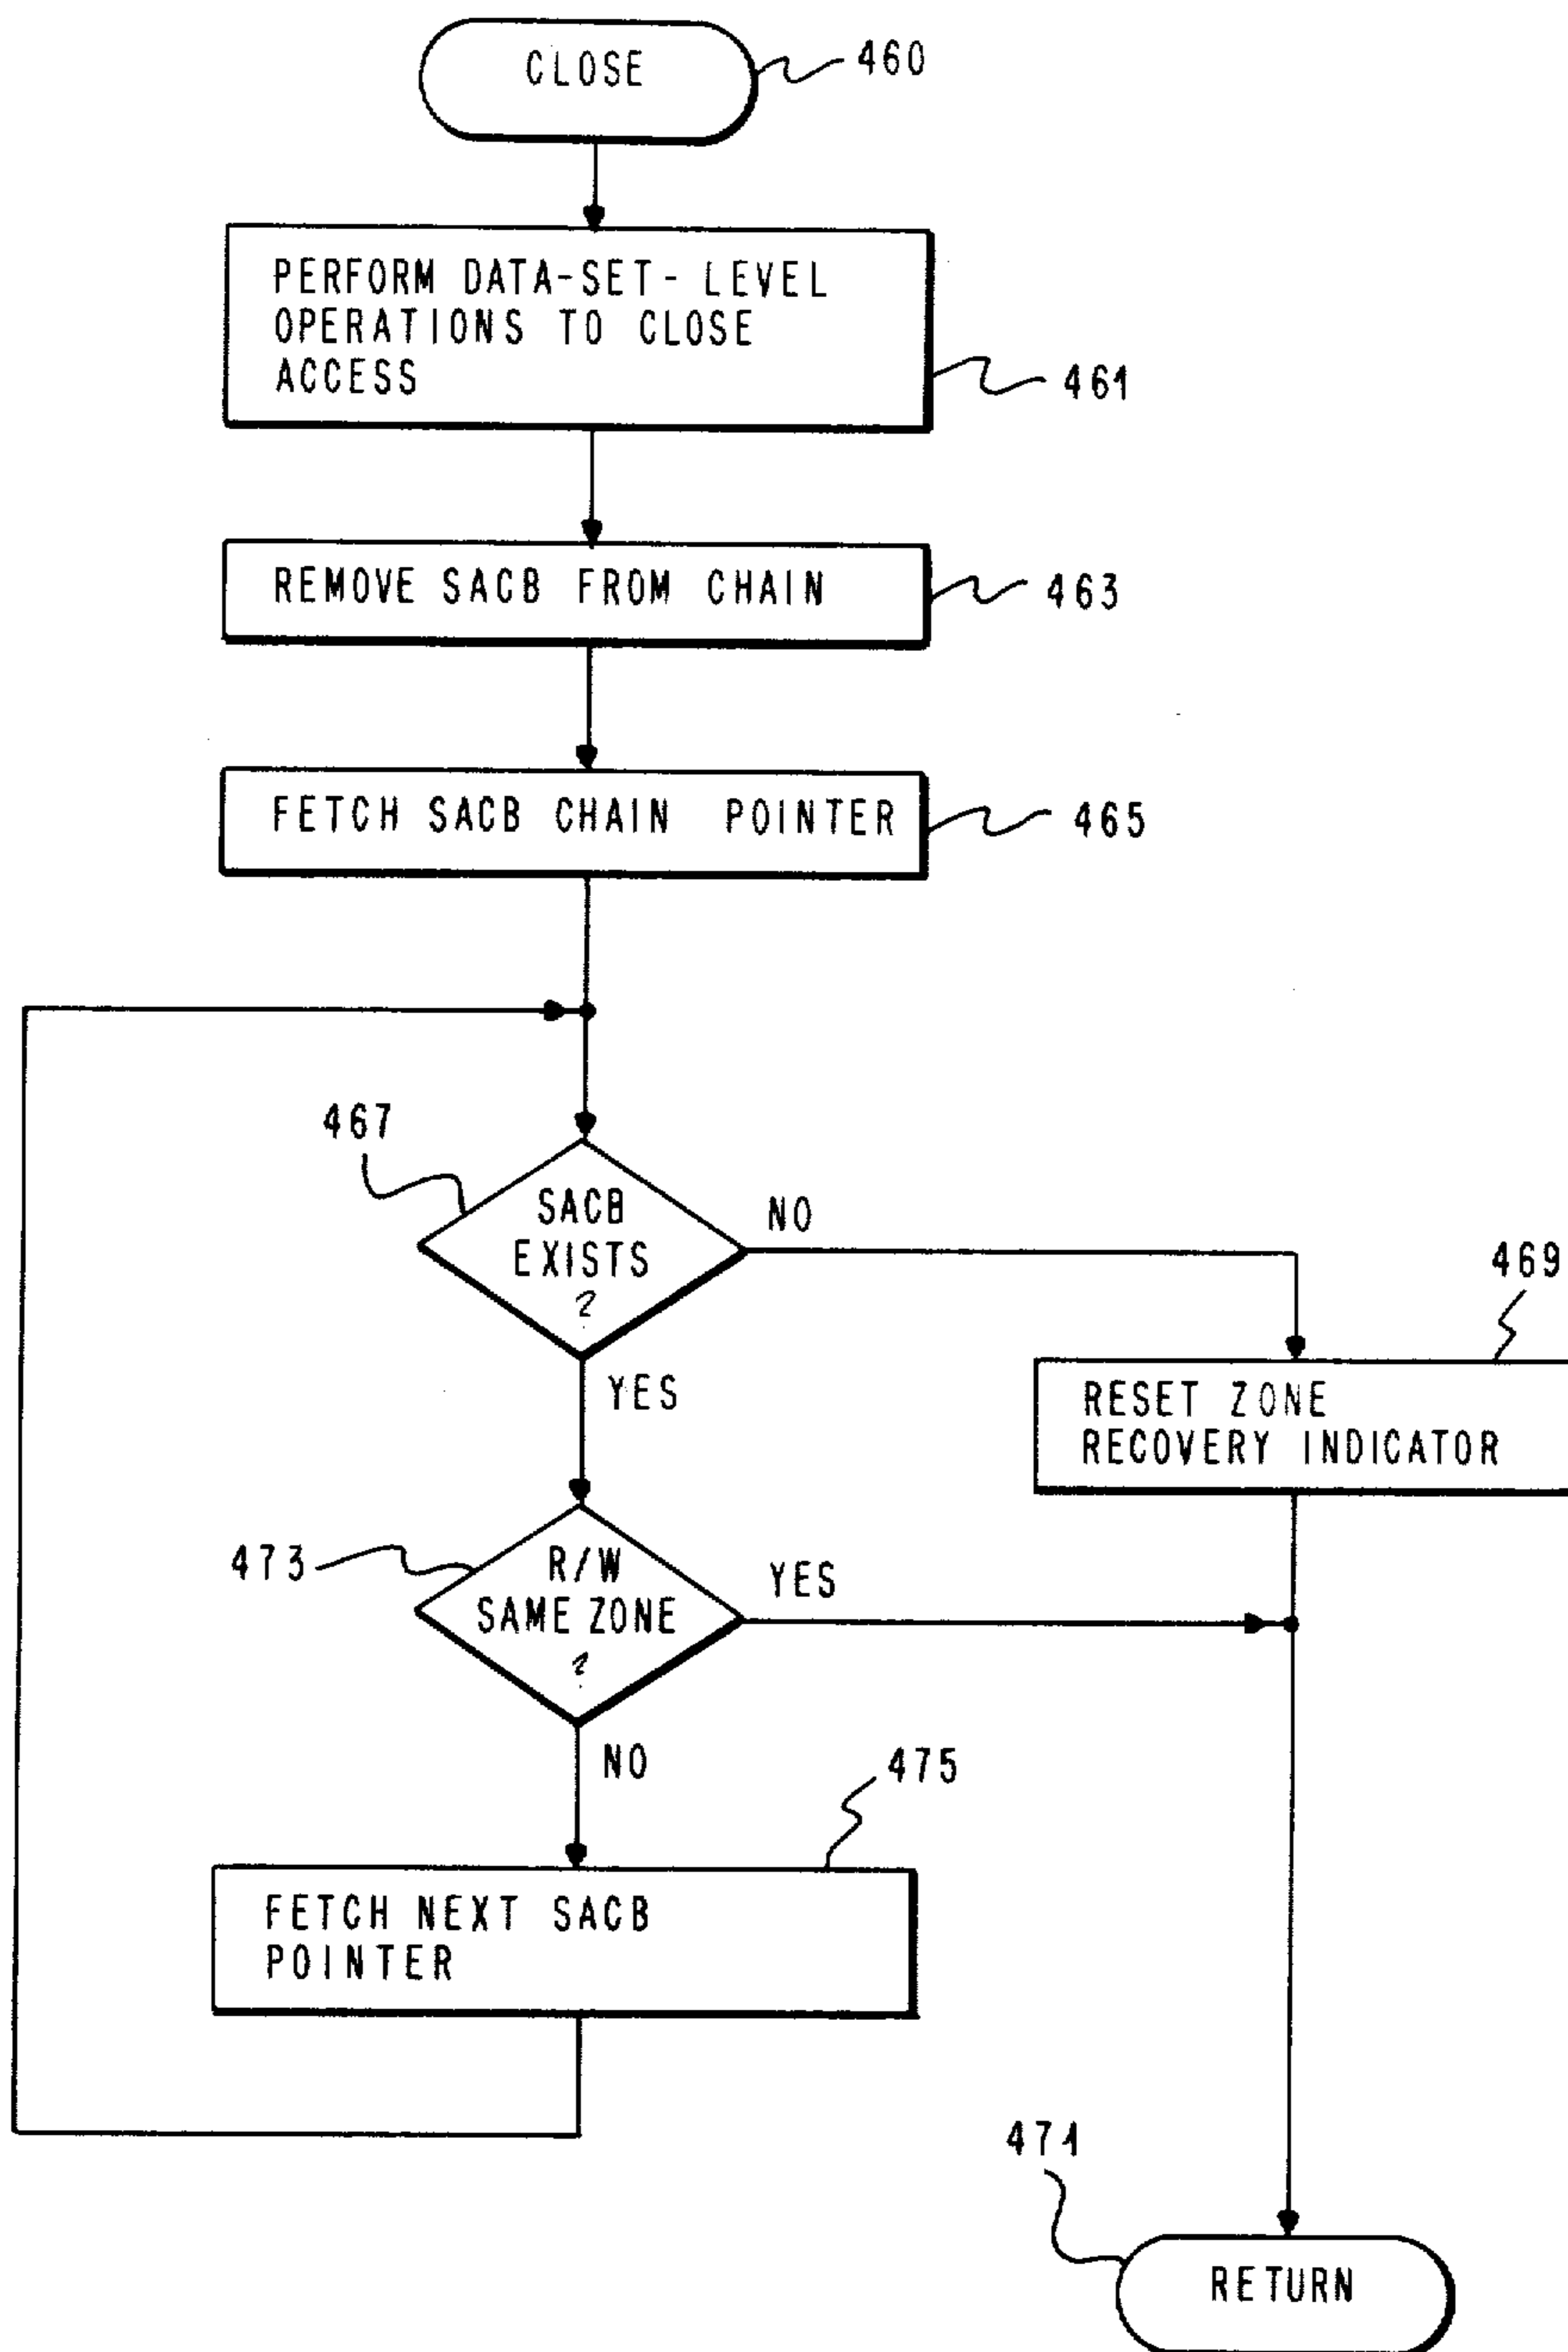 CLOSE
460
PERFORM DATA-SET-LEVEL
OPERATIONS TO CLOSE
ACCESS
461
REMOVE SACB FROM CHAIN
463
FETCH SACB CHAIN POINTER
465
467
SACB
EXISTS
?
NO
YES
469
RESET ZONE
RECOVERY INDICATOR
473
R/W
SAME ZONE
?
YES
NO
475
FETCH NEXT SACB
POINTER
471
RETURN